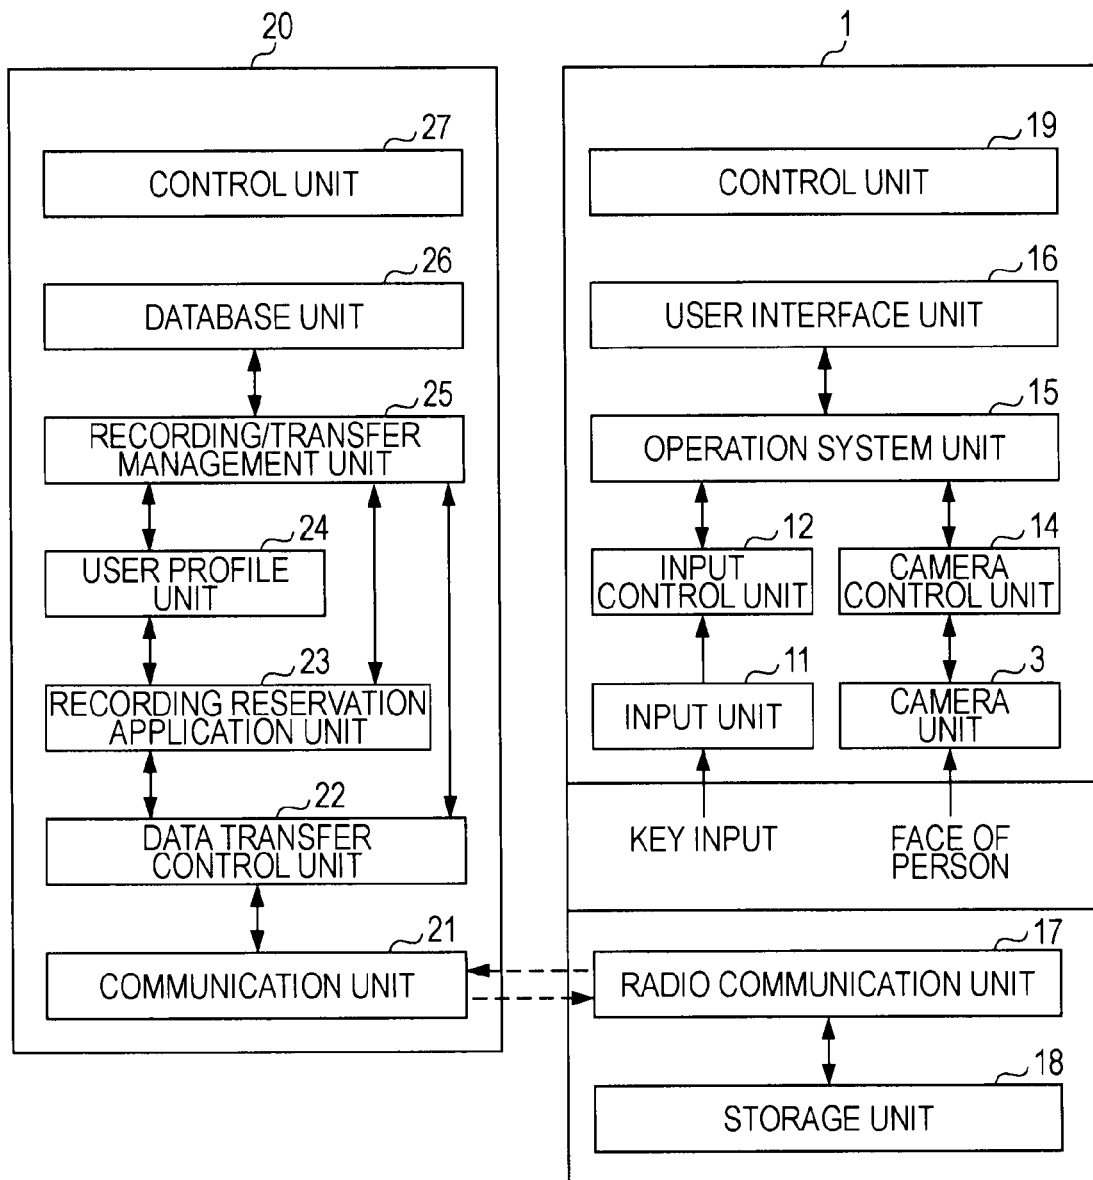 20
27
CONTROL UNIT
26
DATABASE UNIT
25
RECORDING/TRANSFER
MANAGEMENT UNIT
24
USER PROFILE
UNIT
23
RECORDING RESERVATION
APPLICATION UNIT
22
DATA TRANSFER
CONTROL UNIT
21
COMMUNICATION UNIT
1
19
CONTROL UNIT
16
USER INTERFACE UNIT
15
OPERATION SYSTEM UNIT
12
INPUT
CONTROL UNIT
14
CAMERA
CONTROL UNIT
11
INPUT UNIT
3
CAMERA
UNIT
KEY INPUT
FACE OF
PERSON
17
RADIO COMMUNICATION UNIT
18
STORAGE UNIT